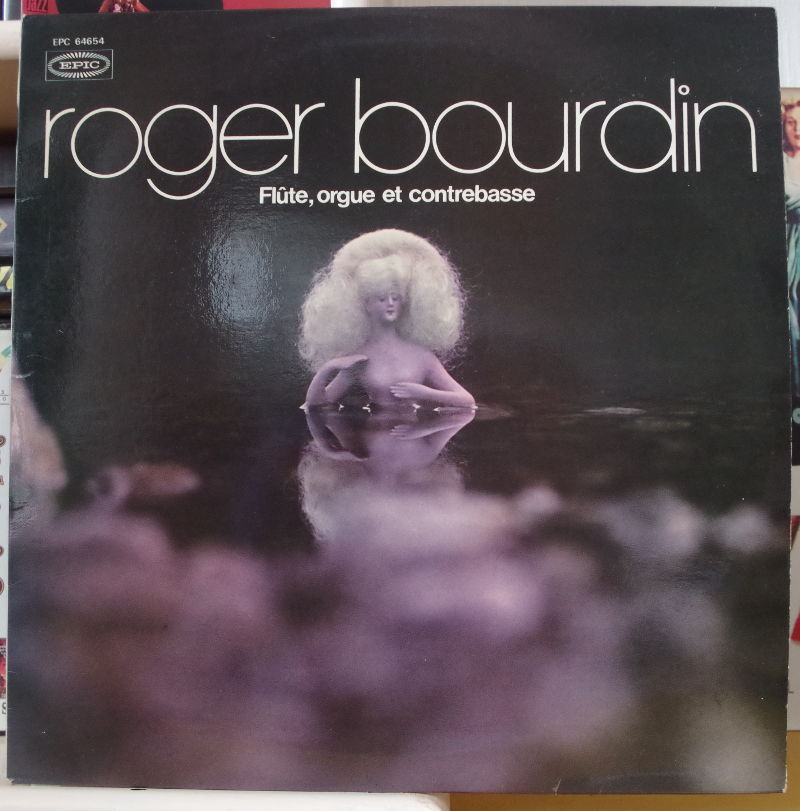 EPC 64654
EPIC
roger bourdin
Flûte, orgue et contrebasse